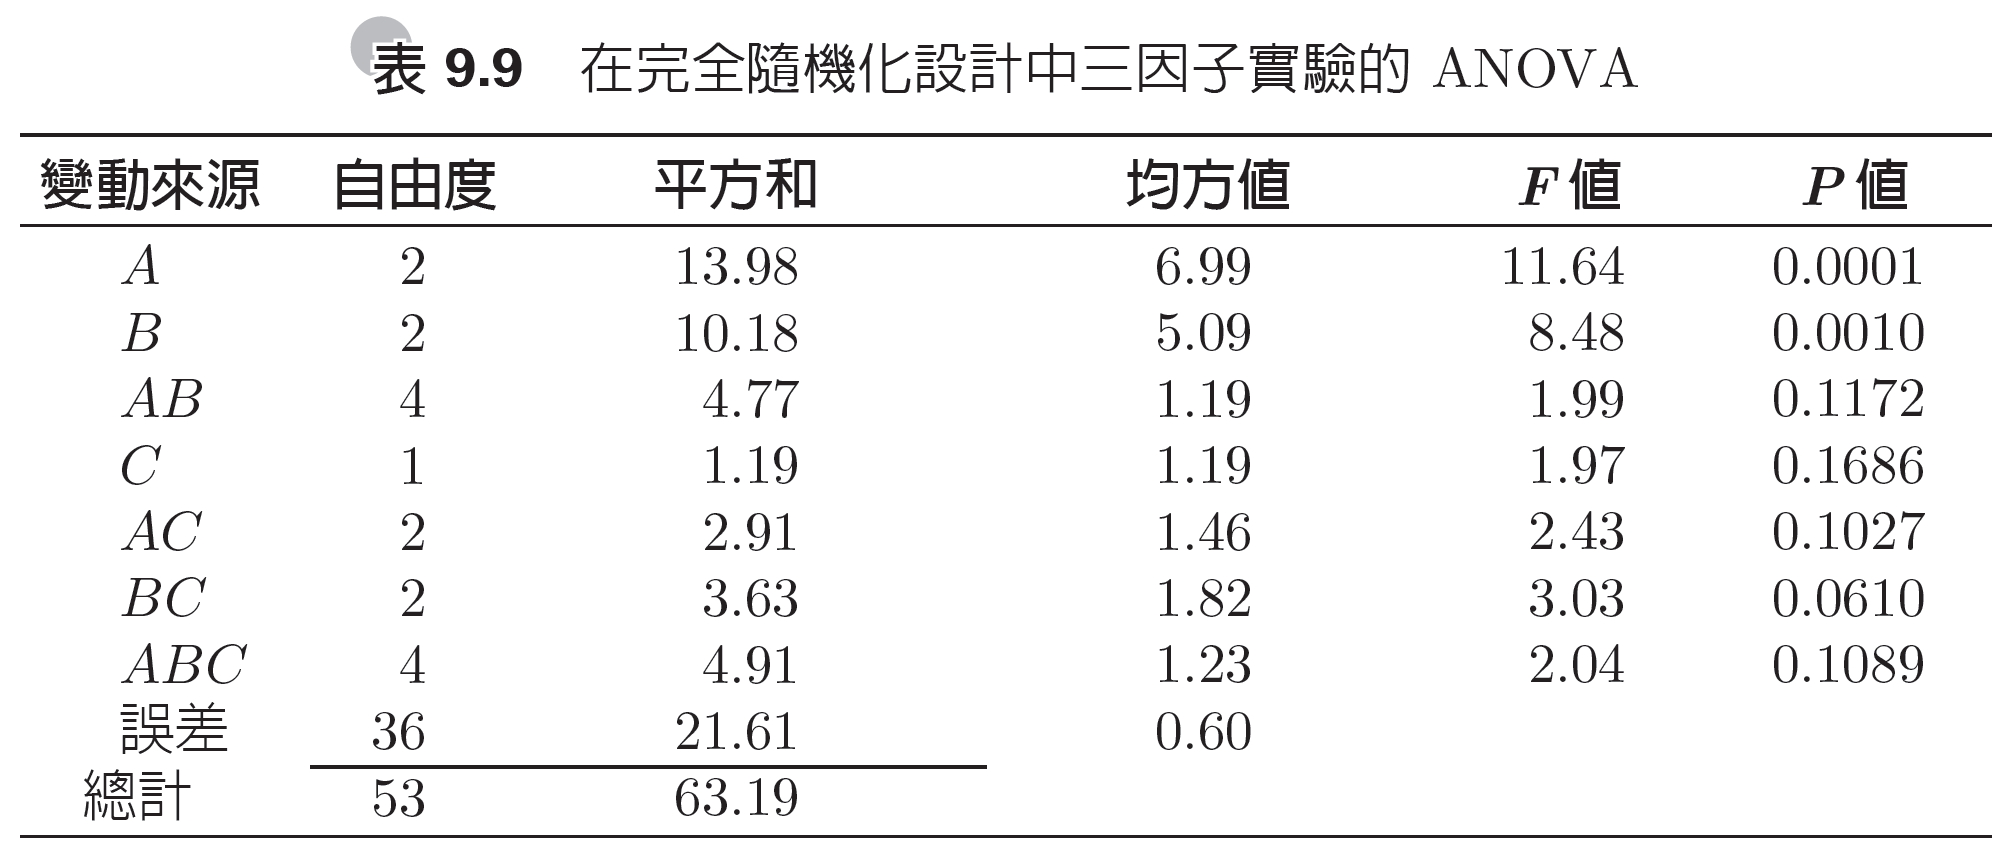 表 9.9 在完全隨機化設計中三因子實驗的 ANOVA
變動來源 自由度 平方和 均方值 F 值 P 值
A 2 13.98 6.99 11.64 0.0001
B 2 10.18 5.09 8.48 0.0010
AB 4 4.77 1.19 1.99 0.1172
C 1 1.19 1.19 1.97 0.1686
AC 2 2.91 1.46 2.43 0.1027
BC 2 3.63 1.82 3.03 0.0610
ABC 4 4.91 1.23 2.04 0.1089
誤差 36 21.61 0.60
總計 53 63.19